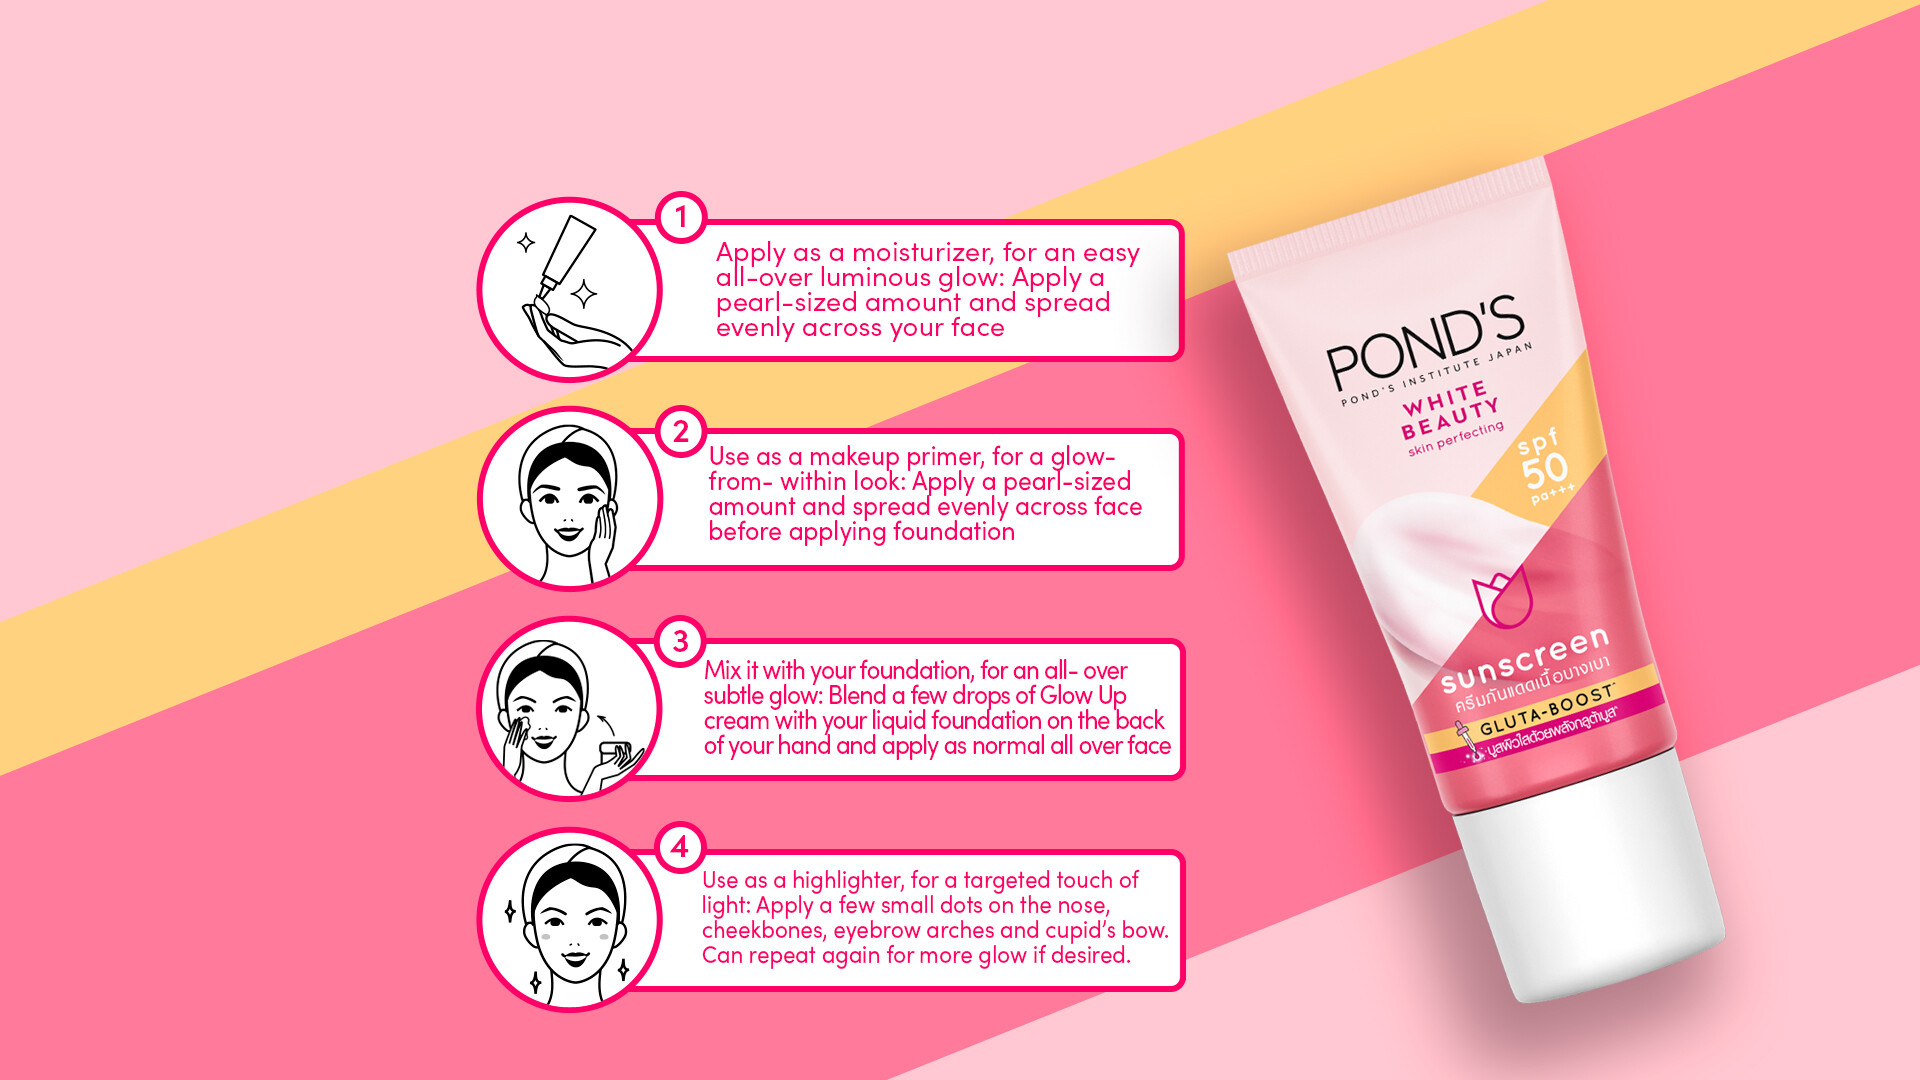 1
Apply as a moisturizer, for an easy
all-over luminous glow: Apply a
pearl-sized amount and spread
evenly across your face
2
Use as a makeup primer, for a glow-
from- within look: Apply a pearl-sized
amount and spread evenly across face
before applying foundation
3
Mix it with your foundation, for an all- over
subtle glow: Blend a few drops of Glow Up
cream with your liquid foundation on the back
of your hand and apply as normal all over face
4
Use as a highlighter, for a targeted touch of
light: Apply a few small dots on the nose,
cheekbones, eyebrow arches and cupid's bow.
Can repeat again for more glow if desired.
POND'S
POND'S INSTITUTE JAPAN
WHITE
BEAUTY
skin perfecting
spf
50
pa+++
sunscreen
ครีมกันแดดเนื้อบางเบา
GLUTA-BOOST
บูสผิวใสด้วยพลังกลูต้าบูส*